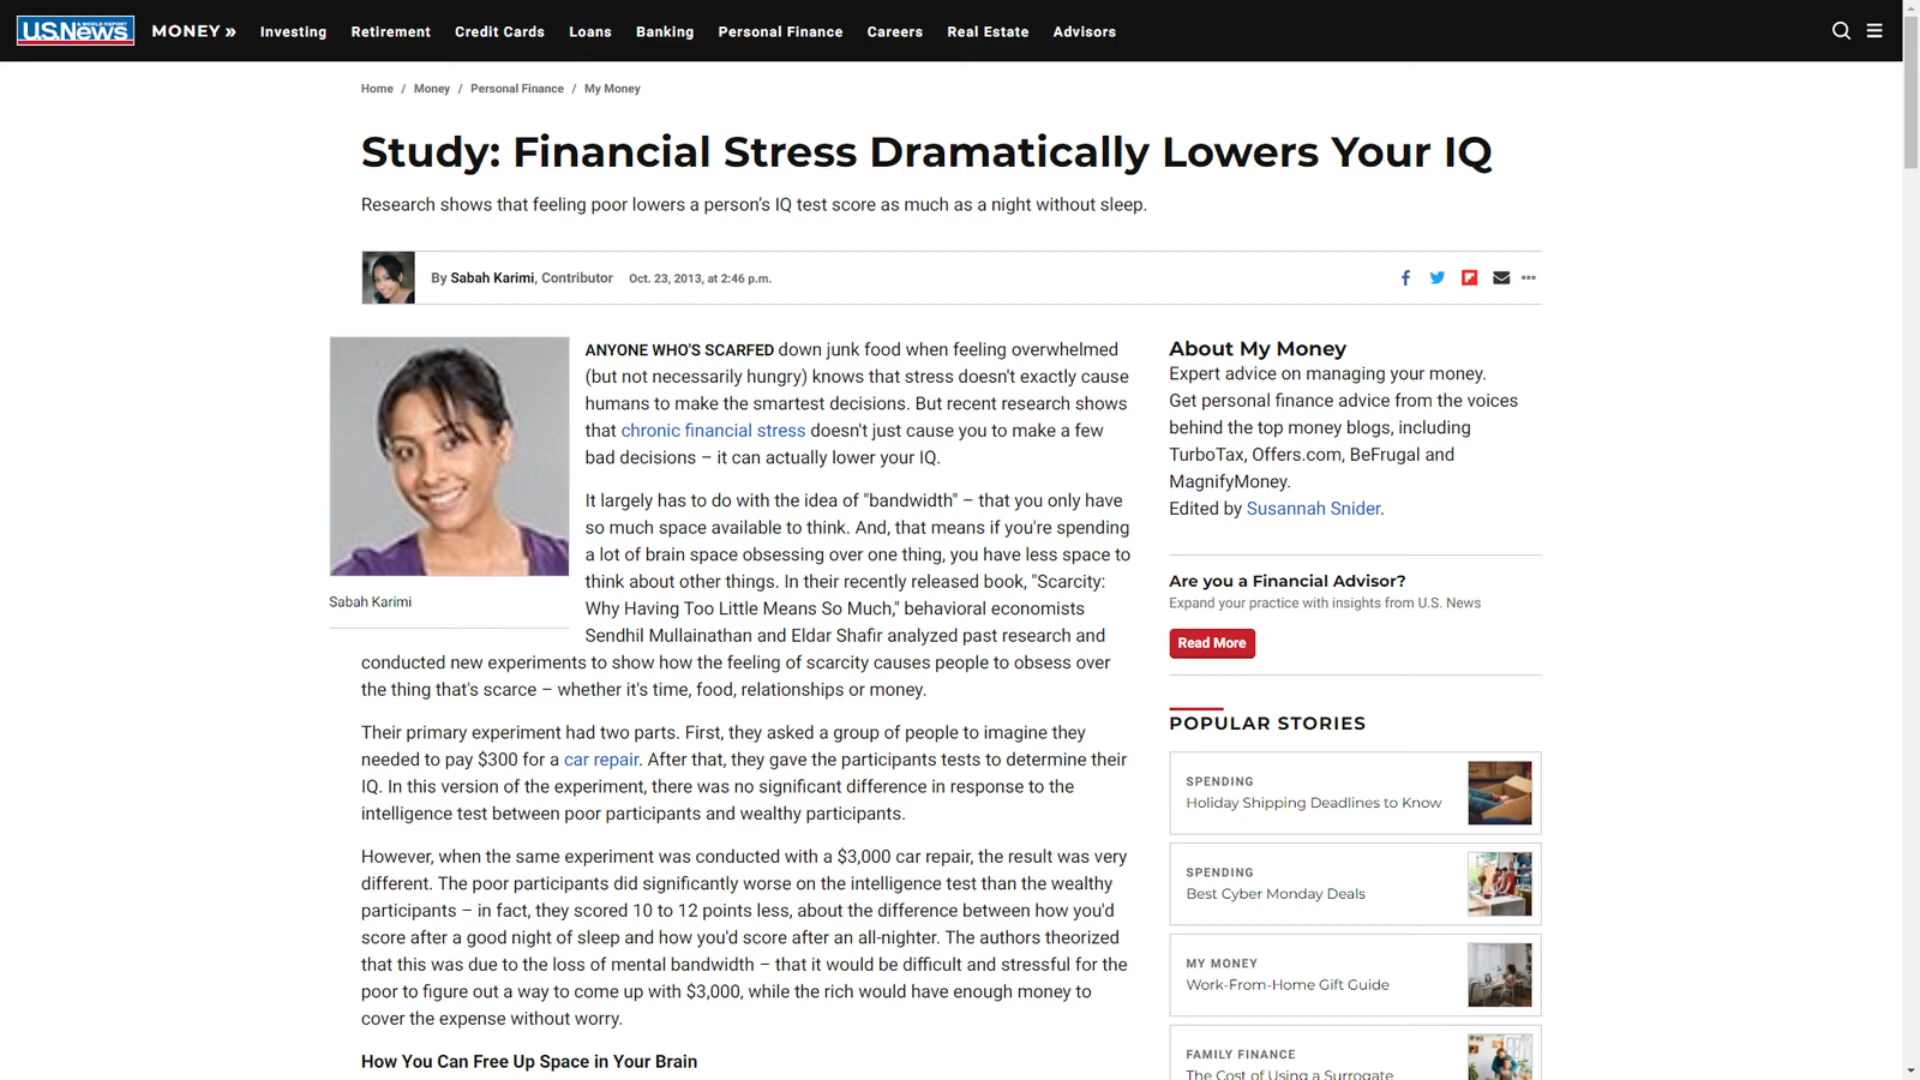 U.S.News
& WORLD REPORT
MONEY »
Investing
Retirement
Credit Cards
Loans
Banking
Personal Finance
Careers
Real Estate
Advisors
Home / Money / Personal Finance / My Money
Study: Financial Stress Dramatically Lowers Your IQ
Research shows that feeling poor lowers a person's IQ test score as much as a night without sleep.
By Sabah Karimi, Contributor Oct. 23, 2013, at 2:46 p.m.
Sabah Karimi
ANYONE WHO'S SCARFED down junk food when feeling overwhelmed
(but not necessarily hungry) knows that stress doesn't exactly cause
humans to make the smartest decisions. But recent research shows
that chronic financial stress doesn't just cause you to make a few
bad decisions – it can actually lower your IQ.
It largely has to do with the idea of "bandwidth" – that you only have
so much space available to think. And, that means if you're spending
a lot of brain space obsessing over one thing, you have less space to
think about other things. In their recently released book, "Scarcity:
Why Having Too Little Means So Much," behavioral economists
Sendhil Mullainathan and Eldar Shafir analyzed past research and
conducted new experiments to show how the feeling of scarcity causes people to obsess over
the thing that's scarce – whether it's time, food, relationships or money.
Their primary experiment had two parts. First, they asked a group of people to imagine they
needed to pay $300 for a car repair. After that, they gave the participants tests to determine their
IQ. In this version of the experiment, there was no significant difference in response to the
intelligence test between poor participants and wealthy participants.
However, when the same experiment was conducted with a $3,000 car repair, the result was very
different. The poor participants did significantly worse on the intelligence test than the wealthy
participants – in fact, they scored 10 to 12 points less, about the difference between how you'd
score after a good night of sleep and how you'd score after an all-nighter. The authors theorized
that this was due to the loss of mental bandwidth – that it would be difficult and stressful for the
poor to figure out a way to come up with $3,000, while the rich would have enough money to
cover the expense without worry.
How You Can Free Up Space in Your Brain
About My Money
Expert advice on managing your money.
Get personal finance advice from the voices
behind the top money blogs, including
TurboTax, Offers.com, BeFrugal and
MagnifyMoney.
Edited by Susannah Snider.
Are you a Financial Advisor?
Expand your practice with insights from U.S. News
Read More
POPULAR STORIES
SPENDING
Holiday Shipping Deadlines to Know
SPENDING
Best Cyber Monday Deals
MY MONEY
Work-From-Home Gift Guide
FAMILY FINANCE
The Cost of Using a Surrogate